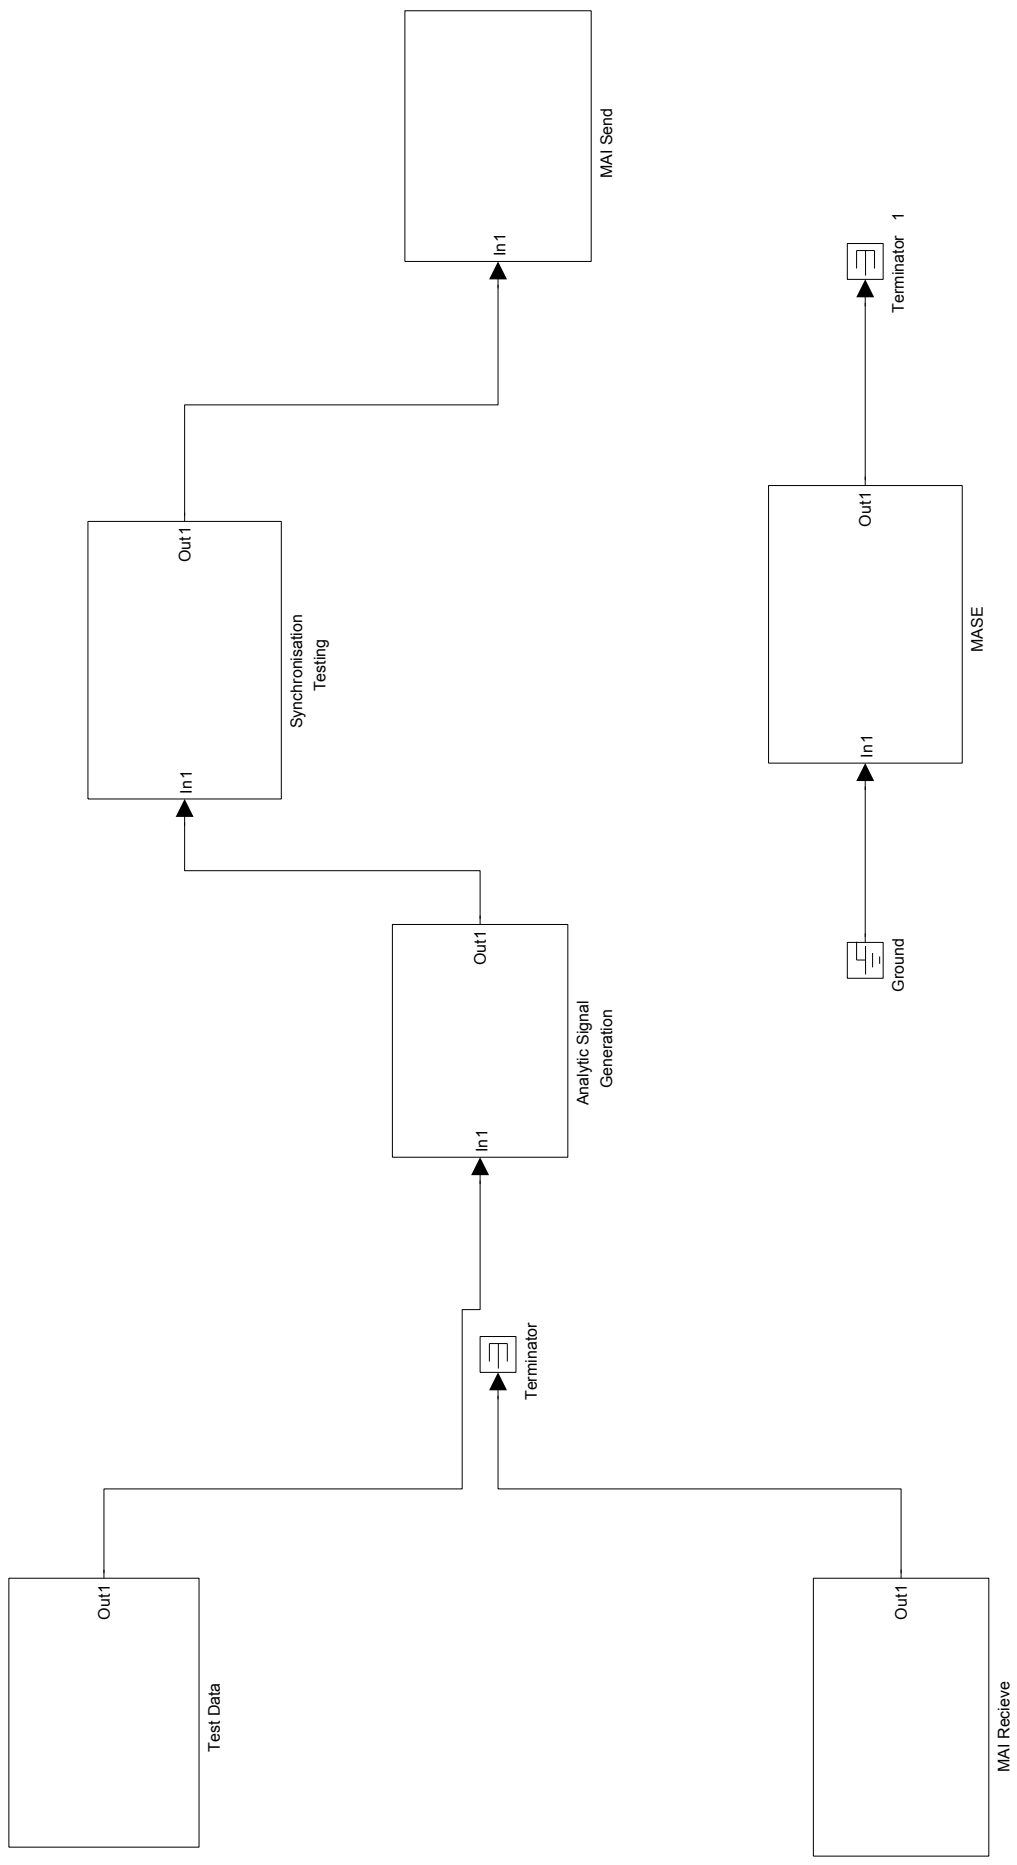 Out1
Test Data
In1
Out1
Analytic Signal
Generation
In1
Out1
Synchronisation
Testing
In1
MAI Send
Terminator
Out1
MAI Recieve
Ground
In1
Out1
MASE
Terminator 1